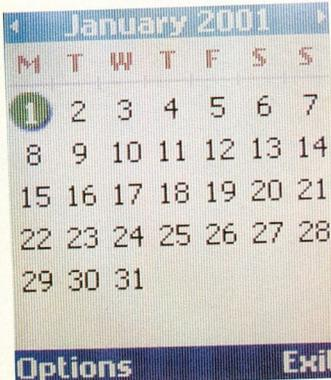 January 2001
M T W T F S S
1 2 3 4 5 6 7
8 9 10 11 12 13 14
15 16 17 18 19 20 21
22 23 24 25 26 27 28
29 30 31
Options Exit